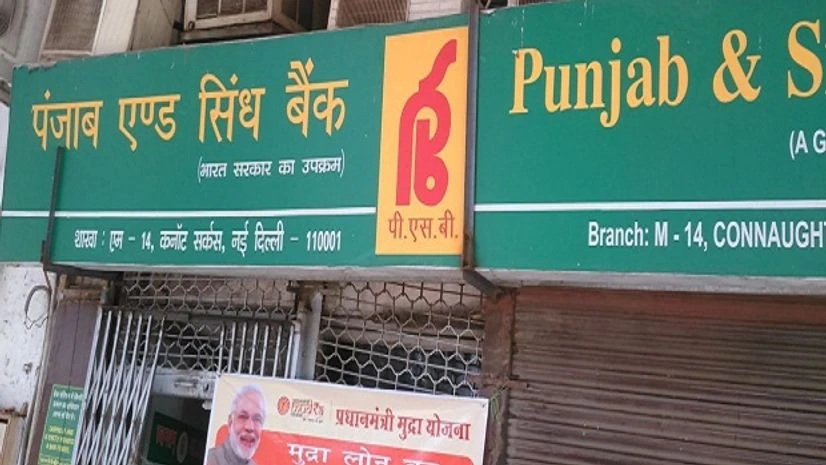 पंजाब एण्ड सिंध बैंक
(भारत सरकार का उपक्रम)
शाखा : एम - 14, कनॉट सर्कस, नई दिल्ली - 110001
पी.एस.बी.
Punjab & S
(A G
Branch: M - 14, CONNAUGHT
प्रधानमंत्री मुद्रा योजना
मुद्रा लोन